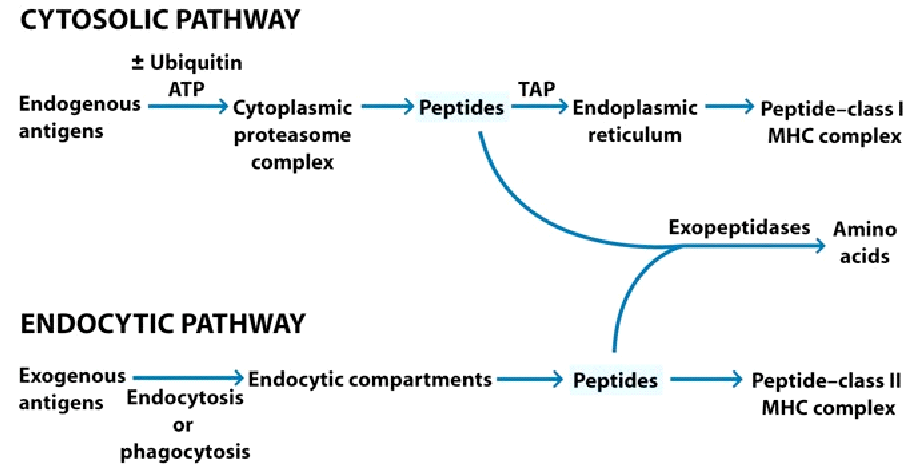 CYTOSOLIC PATHWAY
± Ubiquitin
ATP
TAP
Endogenous
antigens
Cytoplasmic
proteasome
complex
Peptides
Endoplasmic
reticulum
Peptide–class I
MHC complex
Exopeptidases
Amino
acids
ENDOCYTIC PATHWAY
Exogenous
antigens
Endocytosis
or
phagocytosis
Endocytic compartments
Peptides
Peptide–class II
MHC complex